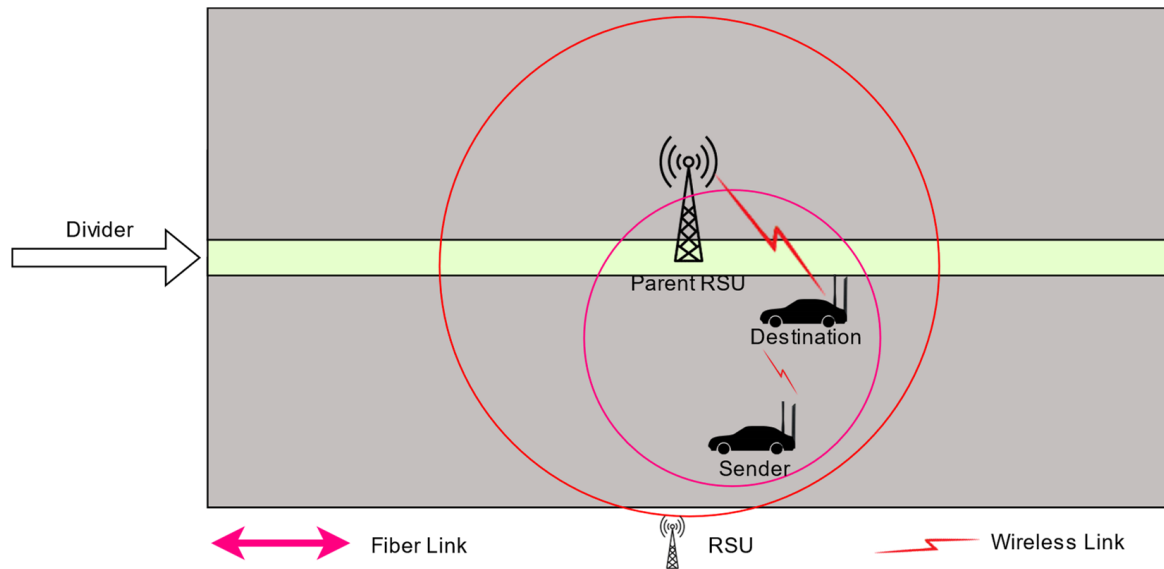 Divider
Parent RSU
Destination
Sender
Fiber Link
RSU
Wireless Link